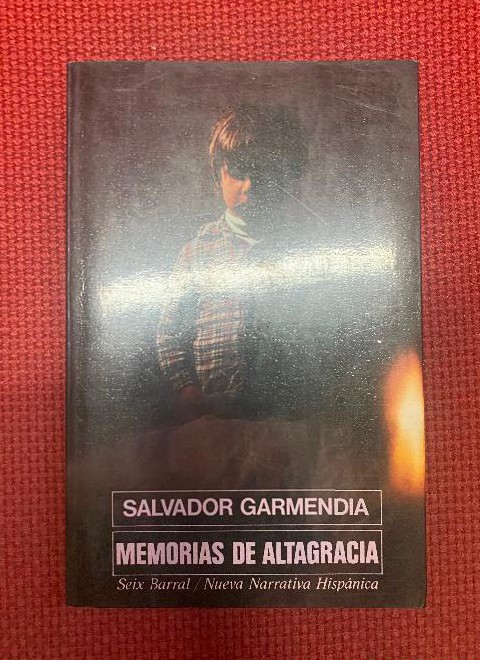 SALVADOR GARMENDIA
MEMORIAS DE ALTAGRACIA
Seix Barral / Nueva Narrativa Hispánica